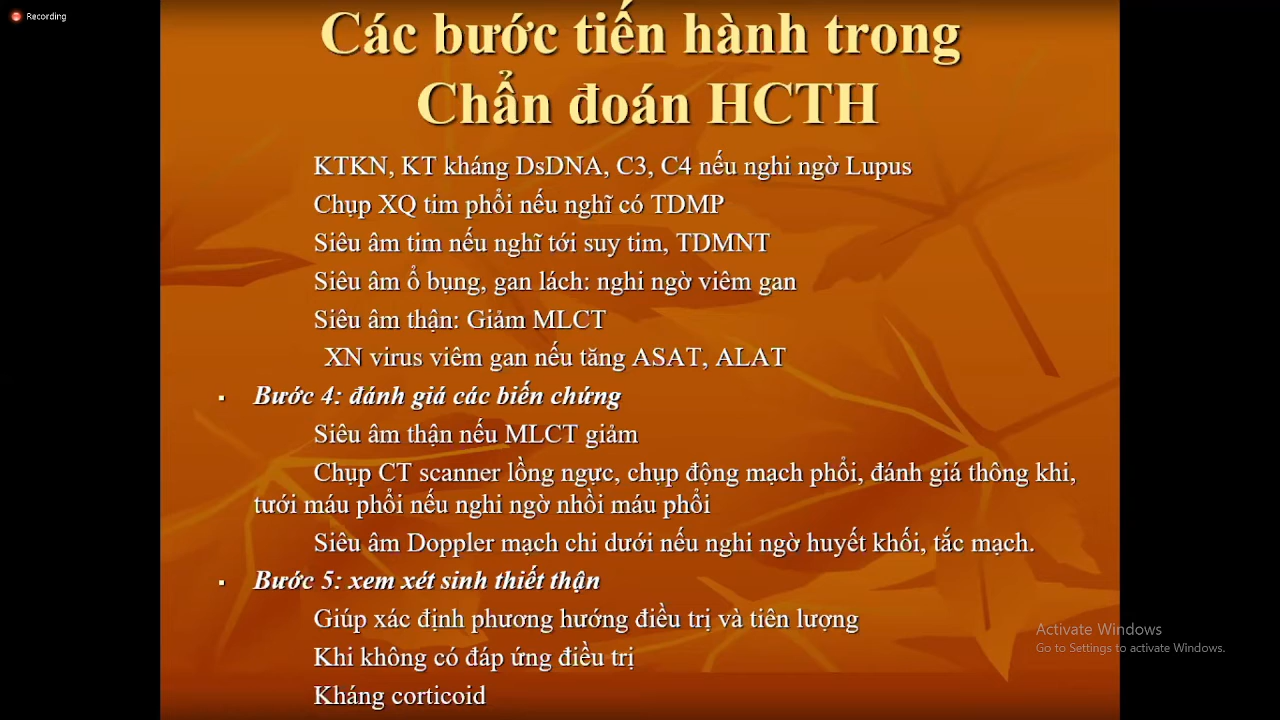 Recording
Các bước tiến hành trong
Chẩn đoán HCTH
KTKN, KT kháng DsDNA, C3, C4 nếu nghi ngờ Lupus
Chụp XQ tim phổi nếu nghĩ có TDMP
Siêu âm tim nếu nghĩ tới suy tim, TDMNT
Siêu âm ổ bụng, gan lách: nghi ngờ viêm gan
Siêu âm thận: Giảm MLCT
XN virus viêm gan nếu tăng ASAT, ALAT
▪ Bước 4: đánh giá các biến chứng
Siêu âm thận nếu MLCT giảm
Chụp CT scanner lồng ngực, chụp động mạch phổi, đánh giá thông khi,
tưới máu phổi nếu nghi ngờ nhồi máu phổi
Siêu âm Doppler mạch chi dưới nếu nghi ngờ huyết khối, tắc mạch.
▪ Bước 5: xem xét sinh thiết thận
Giúp xác định phương hướng điều trị và tiên lượng
Khi không có đáp ứng điều trị
Kháng corticoid
Activate Windows
Go to Settings to activate Windows.